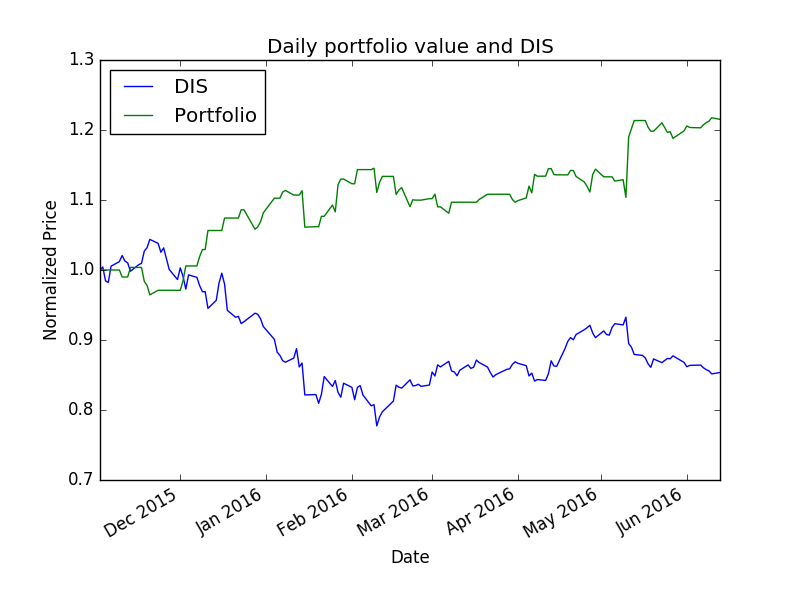 Daily portfolio value and DIS
1.3
1.2
1.1
1.0
0.9
0.8
0.7
Normalized Price
DIS
Portfolio
Dec 2015
Jan 2016
Feb 2016
Mar 2016
Apr 2016
May 2016
Jun 2016
Date